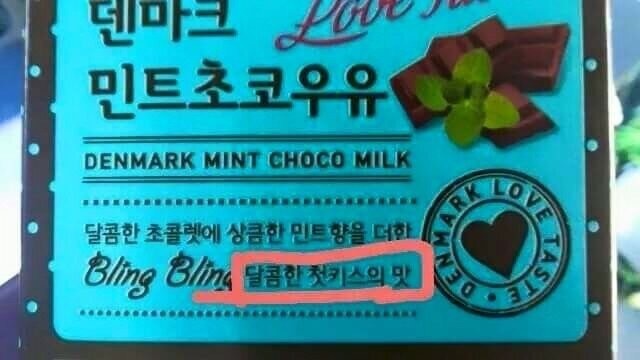 덴마크
Love
민트초코우유
DENMARK MINT CHOCO MILK
달콤한 초콜렛에 상큼한 민트향을 더한
Bling Bling 달콤한 첫키스의 맛
DENMARK LOVE TASTE